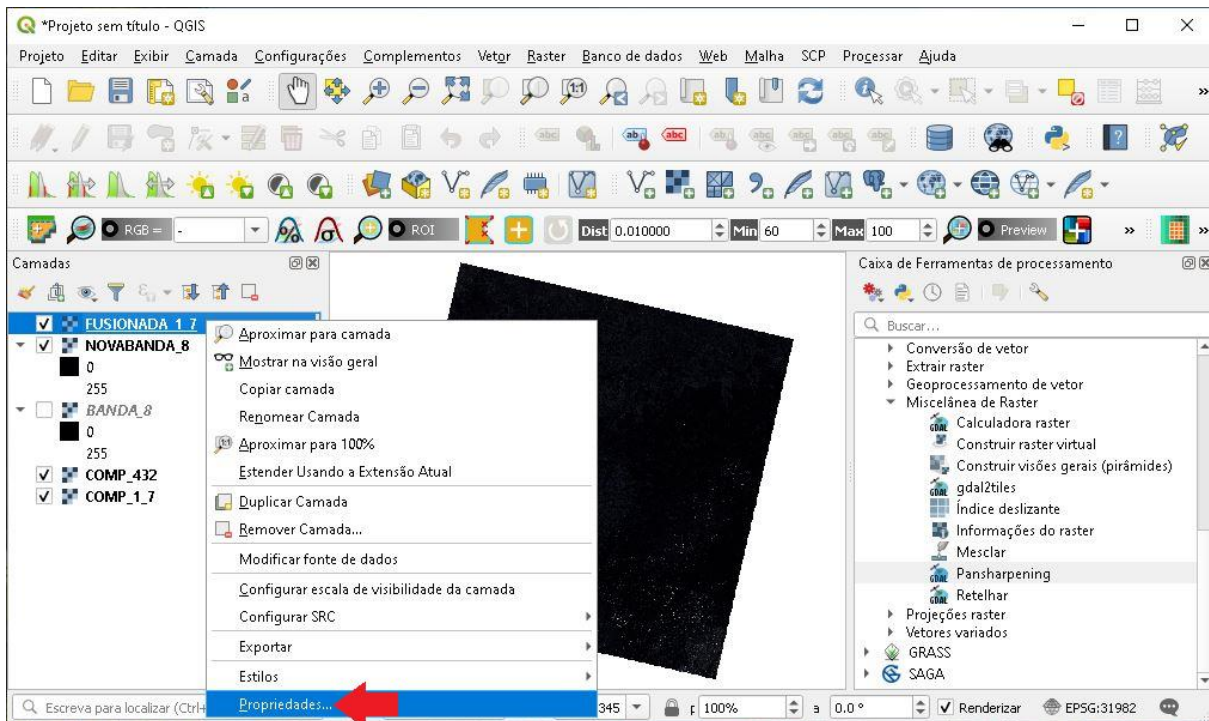 *Projeto sem título - QGIS
Projeto Editar Exibir Camada Configurações Complementos Vetor Raster Banco de dados Web Malha SCP Processar Ajuda
RGB = - ROI Dist 0.010000 Min 60 Max 100 Preview
Camadas
FUSIONADA_1_7
NOVABANDA_8
0
255
BANDA_8
0
255
COMP_432
COMP_1_7
Aproximar para camada
Mostrar na visão geral
Copiar camada
Renomear Camada
Aproximar para 100%
Estender Usando a Extensão Atual
Duplicar Camada
Remover Camada...
Modificar fonte de dados
Configurar escala de visibilidade da camada
Configurar SRC
Exportar
Estilos
Propriedades...
Caixa de Ferramentas de processamento
Buscar...
Conversão de vetor
Extrair raster
Geoprocessamento de vetor
Miscelânea de Raster
Calculadora raster
Construir raster virtual
Construir visões gerais (pirâmides)
gdal2tiles
Índice deslizante
Informações do raster
Mesclar
Pansharpening
Retelhar
Projeções raster
Vetores variados
GRASS
SAGA
Escreva para localizar (Ctrl+ 345 100% 0.0 ° Renderizar EPSG:31982